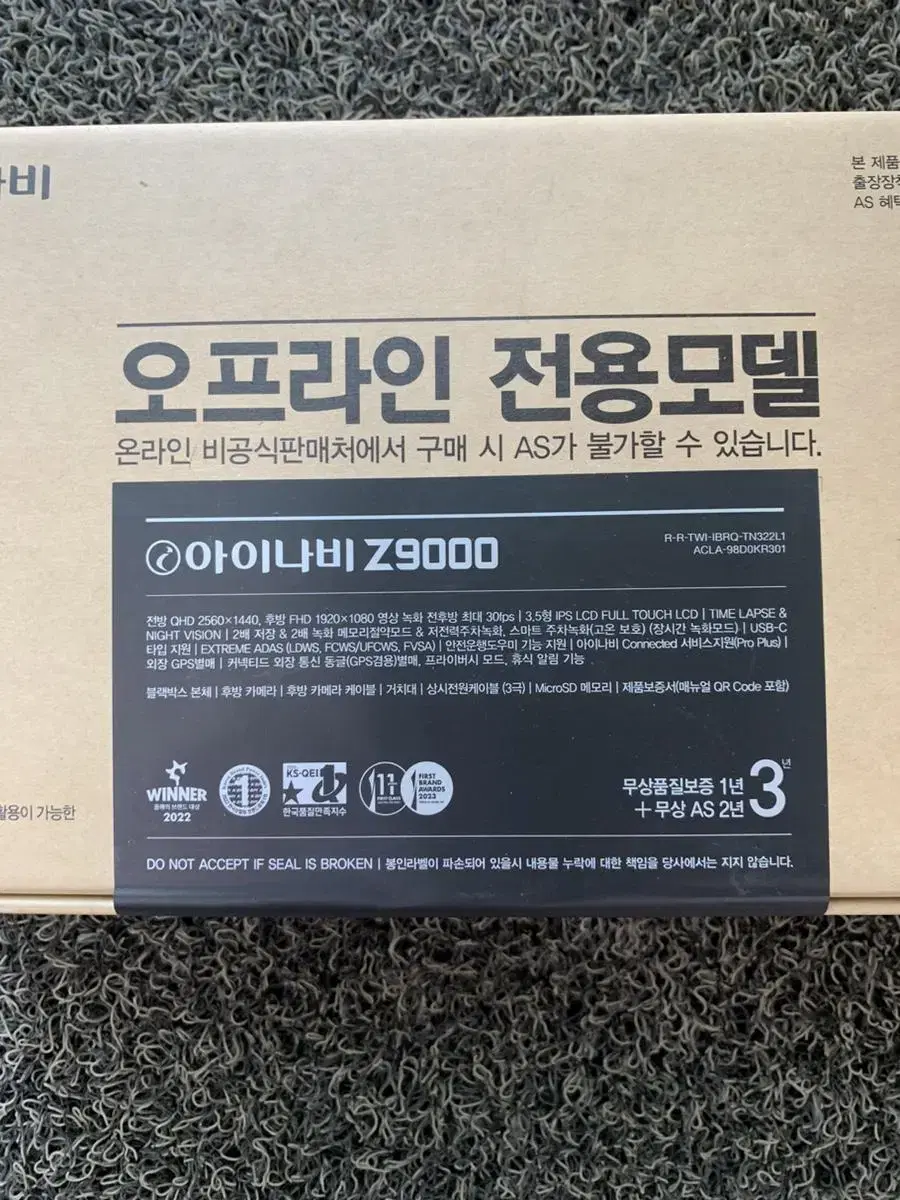 나비
본 제품
출장장착
AS 혜택
오프라인 전용모델
온라인 비공식판매처에서 구매 시 AS가 불가할 수 있습니다.
아이나비 Z9000
R-R-TWI-IBRQ-TN322L1
ACLA-98D0KR301
전방 QHD 2560×1440, 후방 FHD 1920×1080 영상 녹화 전후방 최대 30fps | 3.5형 IPS LCD FULL TOUCH LCD | TIME LAPSE &
NIGHT VISION | 2배 저장 & 2배 녹화 메모리절약모드 & 저전력주차녹화, 스마트 주차녹화(고온 보호) (장시간 녹화모드) | USB-C
타입 지원 | EXTREME ADAS (LDWS, FCWS/UFCWS, FVSA) | 안전운행도우미 기능 지원 | 아이나비 Connected 서비스지원(Pro Plus) |
외장 GPS별매 | 커넥티드 외장 통신 동글(GPS겸용)별매, 프라이버시 모드, 휴식 알림 기능
블랙박스 본체 | 후방 카메라 | 후방 카메라 케이블 | 거치대 | 상시전원케이블 (3극) | MicroSD 메모리 | 제품보증서(매뉴얼 QR Code 포함)
WINNER
올해의 브랜드 대상
2022
1
KS-QEI
한국품질만족지수
1
FIRST CLASS
FIRST
BRAND
AWARDS
2023
무상품질보증 1년
+ 무상 AS 2년
3년
활용이 가능한
DO NOT ACCEPT IF SEAL IS BROKEN | 봉인라벨이 파손되어 있을시 내용물 누락에 대한 책임을 당사에서는 지지 않습니다.